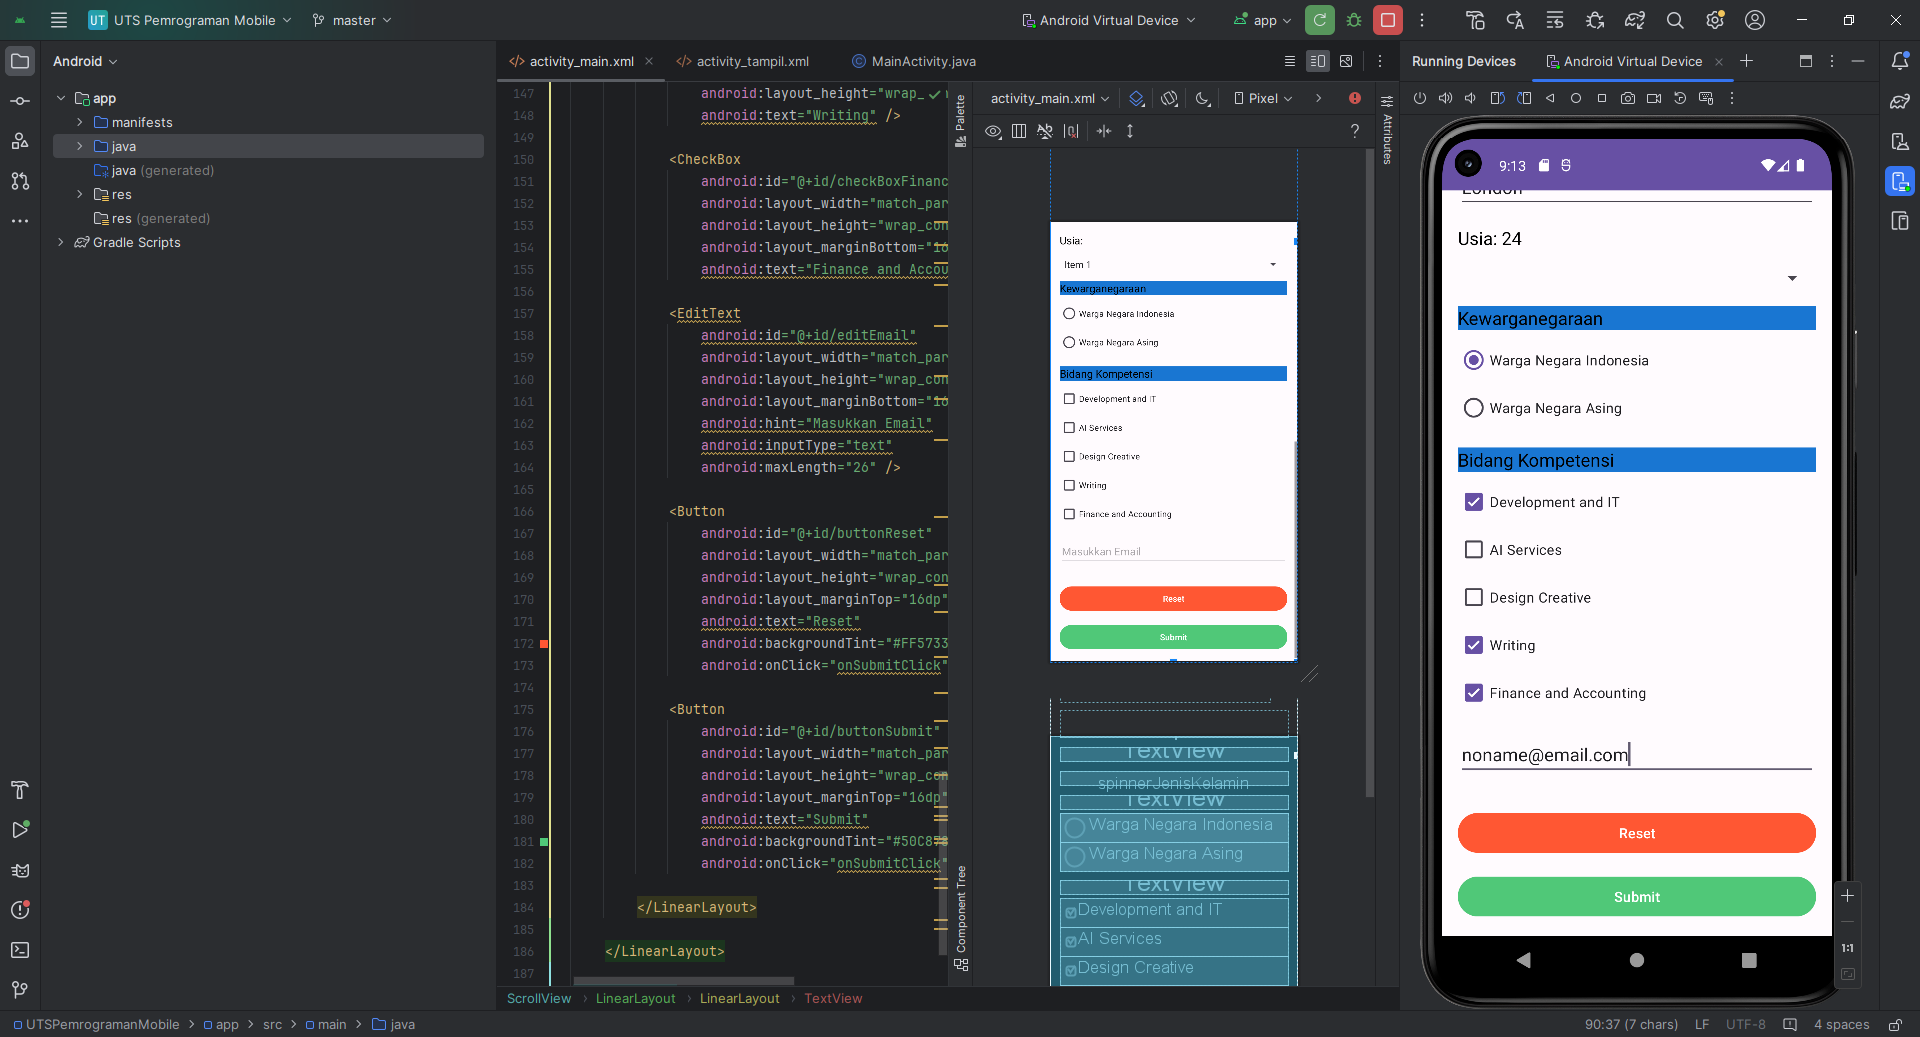 UT UTS Pemrograman Mobile master Android Virtual Device app
Android
app
manifests
java
java (generated)
res
res (generated)
Gradle Scripts
activity_main.xml activity_tampil.xml MainActivity.java
147 android:layout_height="wrap_
148 android:text="Writing" />
149
150 <CheckBox
151 android:id="@+id/checkBoxFinanc
152 android:layout_width="match_par
153 android:layout_height="wrap_con
154 android:layout_marginBottom="16
155 android:text="Finance and Accou
156
157 <EditText
158 android:id="@+id/editEmail"
159 android:layout_width="match_par
160 android:layout_height="wrap_con
161 android:layout_marginBottom="16
162 android:hint="Masukkan Email"
163 android:inputType="text"
164 android:maxLength="26" />
165
166 <Button
167 android:id="@+id/buttonReset"
168 android:layout_width="match_par
169 android:layout_height="wrap_con
170 android:layout_marginTop="16dp"
171 android:text="Reset"
172 android:backgroundTint="#FF5733
173 android:onClick="onSubmitClick"
174
175 <Button
176 android:id="@+id/buttonSubmit"
177 android:layout_width="match_par
178 android:layout_height="wrap_con
179 android:layout_marginTop="16dp"
180 android:text="Submit"
181 android:backgroundTint="#50C878
182 android:onClick="onSubmitClick"
183
184 </LinearLayout>
185
186 </LinearLayout>
187
ScrollView LinearLayout LinearLayout TextView
Palette
Component Tree
activity_main.xml Pixel
?
Attributes
Usia:
Item 1
Kewarganegaraan
Warga Negara Indonesia
Warga Negara Asing
Bidang Kompetensi
Development and IT
AI Services
Design Creative
Writing
Finance and Accounting
Masukkan Email
Reset
Submit
TextView
spinnerJenisKelamin
TextView
Warga Negara Indonesia
Warga Negara Asing
TextView
Development and IT
AI Services
Design Creative
Running Devices Android Virtual Device
9:13
London
Usia: 24
Kewarganegaraan
Warga Negara Indonesia
Warga Negara Asing
Bidang Kompetensi
Development and IT
AI Services
Design Creative
Writing
Finance and Accounting
noname@email.com
Reset
Submit
1:1
UTSPemrogramanMobile app src main java
90:37 (7 chars) LF UTF-8 4 spaces